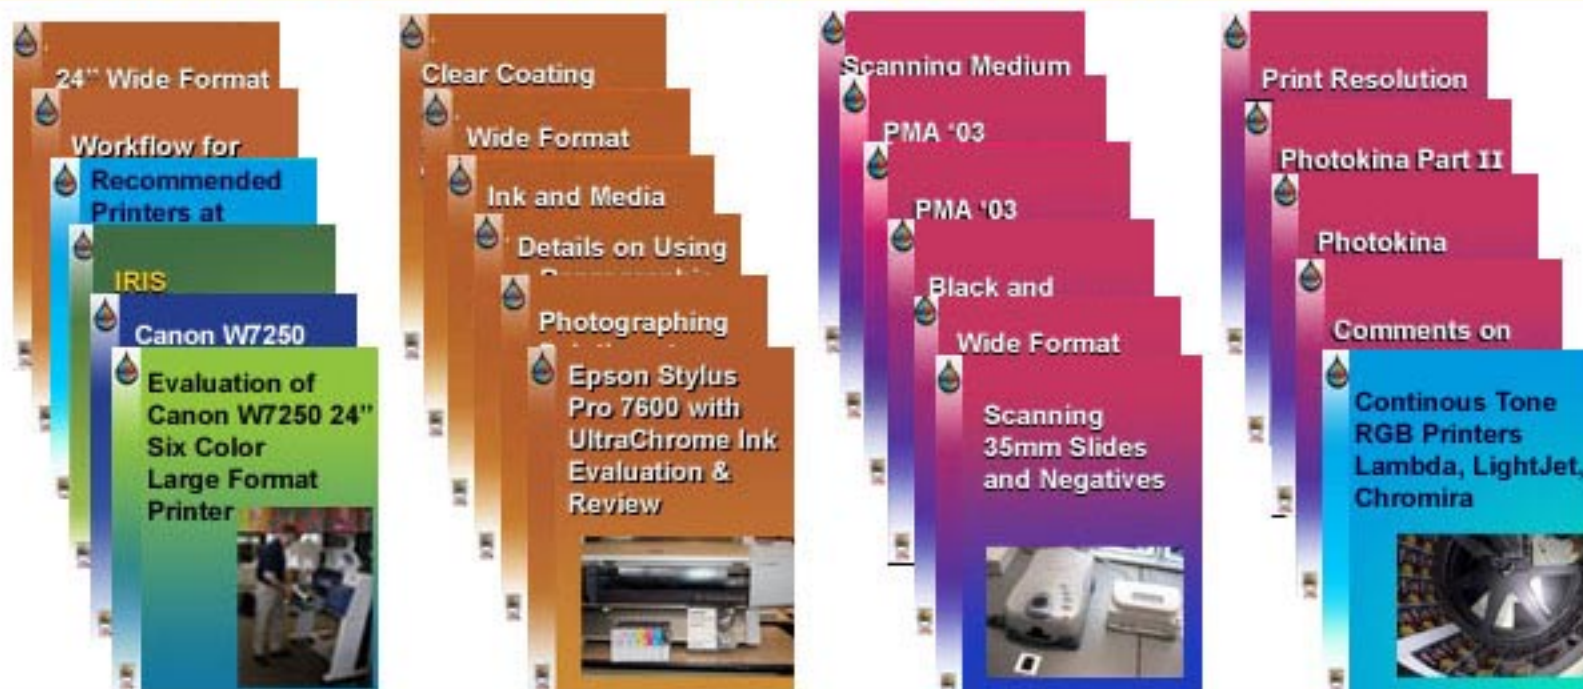 24” Wide Format
Workflow for
Recommended
Printers at
IRIS
Canon W7250
Evaluation of
Canon W7250 24”
Six Color
Large Format
Printer
Clear Coating
Wide Format
Ink and Media
Details on Using
Photographing
Epson Stylus
Pro 7600 with
UltraChrome Ink
Evaluation &
Review
Scanning Medium
PMA ‘03
PMA ‘03
Black and
Wide Format
Scanning
35mm Slides
and Negatives
Print Resolution
Photokina Part II
Photokina
Comments on
Continous Tone
RGB Printers
Lambda, LightJet,
Chromira